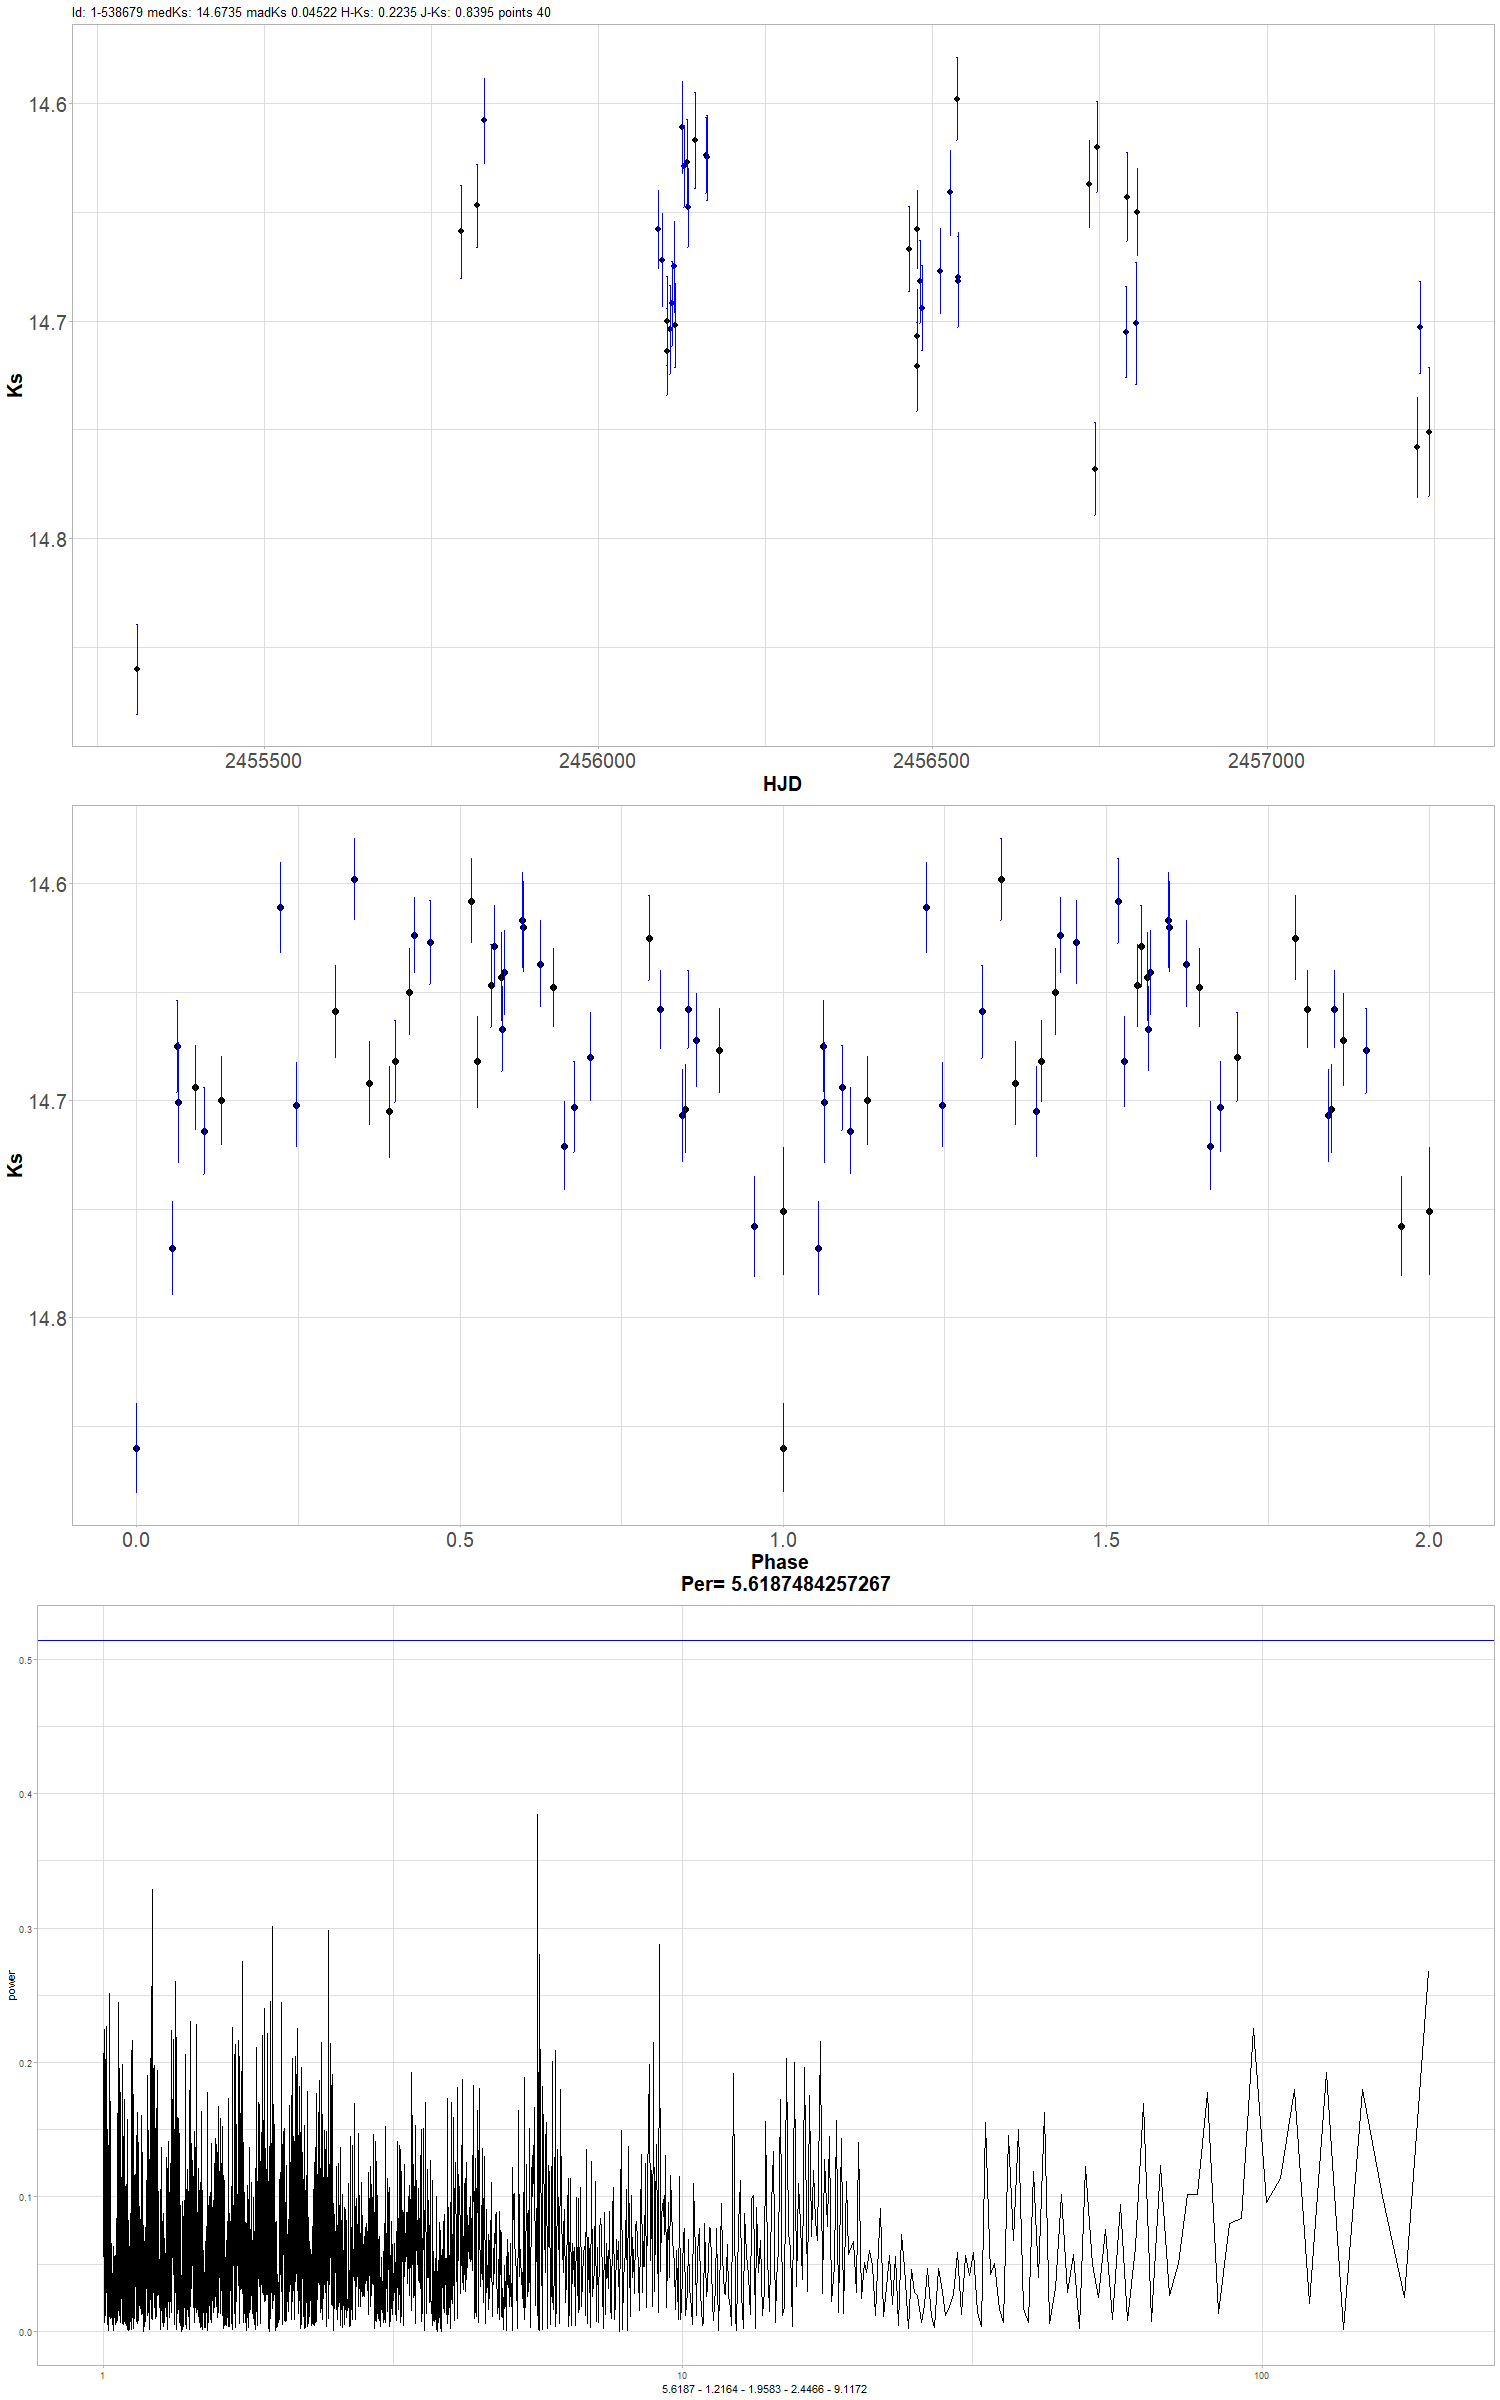 Id: 1-538679 medKs: 14.6735 madKs 0.04522 H-Ks: 0.2235 J-Ks: 0.8395 points 40
14.6
14.7
14.8
Ks
2455500 2456000 2456500 2457000
HJD
14.6
14.7
14.8
Ks
0.0 0.5 1.0 1.5 2.0
Phase
Per= 5.6187484257267
0.5
0.4
0.3
0.2
0.1
0.0
power
1 10 100
5.6187 - 1.2164 - 1.9583 - 2.4466 - 9.1172